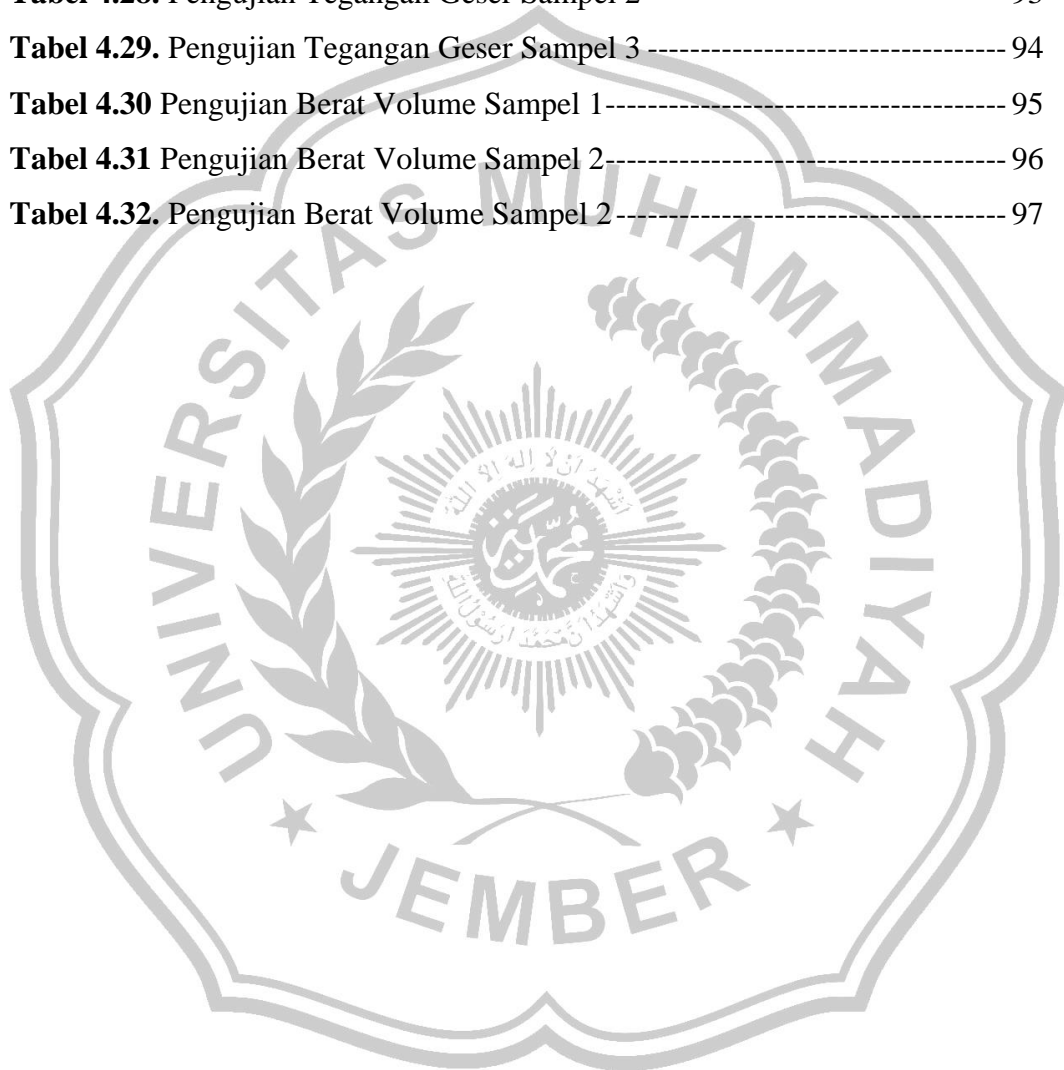 Tabel 4.29. Pengujian Tegangan Geser Sampel 3 ---------------------------------- 94
Tabel 4.30 Pengujian Berat Volume Sampel 1-------------------------------------- 95
Tabel 4.31 Pengujian Berat Volume Sampel 2-------------------------------------- 96
Tabel 4.32. Pengujian Berat Volume Sampel 2------------------------------------- 97
UNIVERSITAS MUHAMMADIYAH
JEMBER